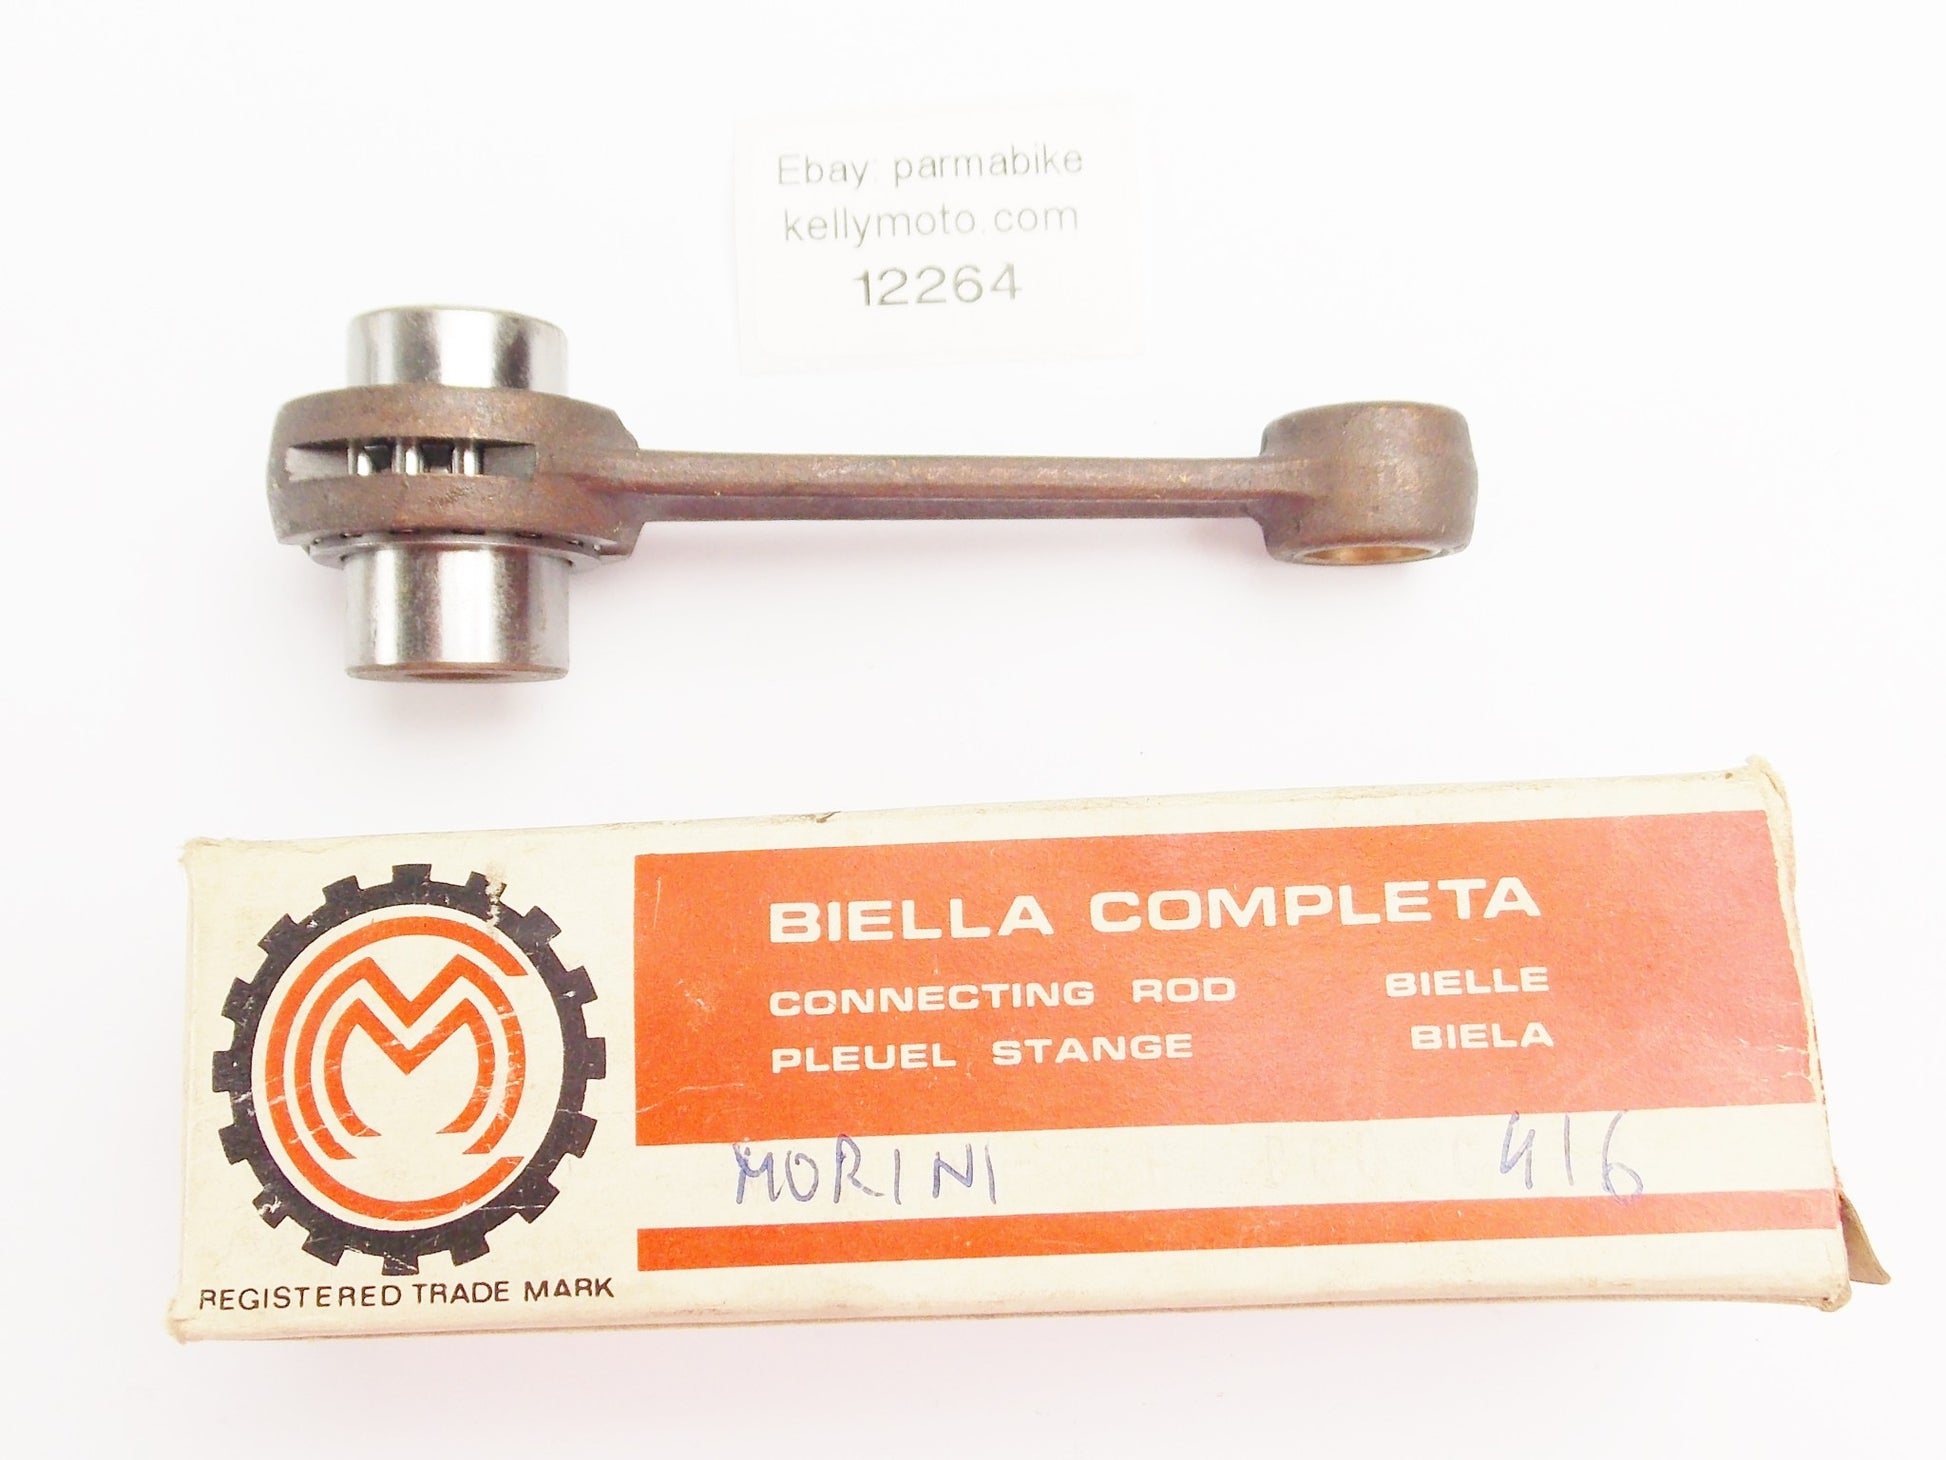 Ebay: parmabike
kellymoto.com
12264
BIELLA COMPLETA
CONNECTING ROD BIELLE
PLEUEL STANGE BIELA
MORINI 416
REGISTERED TRADE MARK